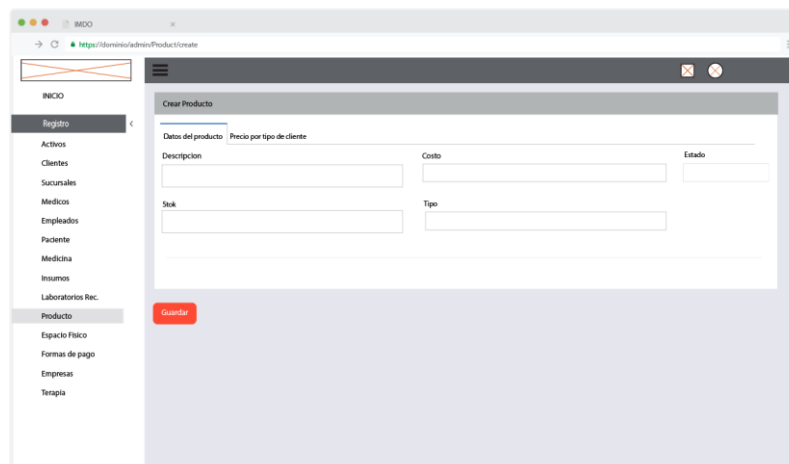 IMDO
https://dominio/admin/Product/create
INICIO
Registro
Activos
Clientes
Sucursales
Medicos
Empleados
Paciente
Medicina
Insumos
Laboratorios Rec.
Producto
Espacio Fisico
Formas de pago
Empresas
Terapia
Crear Producto
Datos del producto Precio por tipo de cliente
Descripcion Costo Estado
Stok Tipo
Guardar